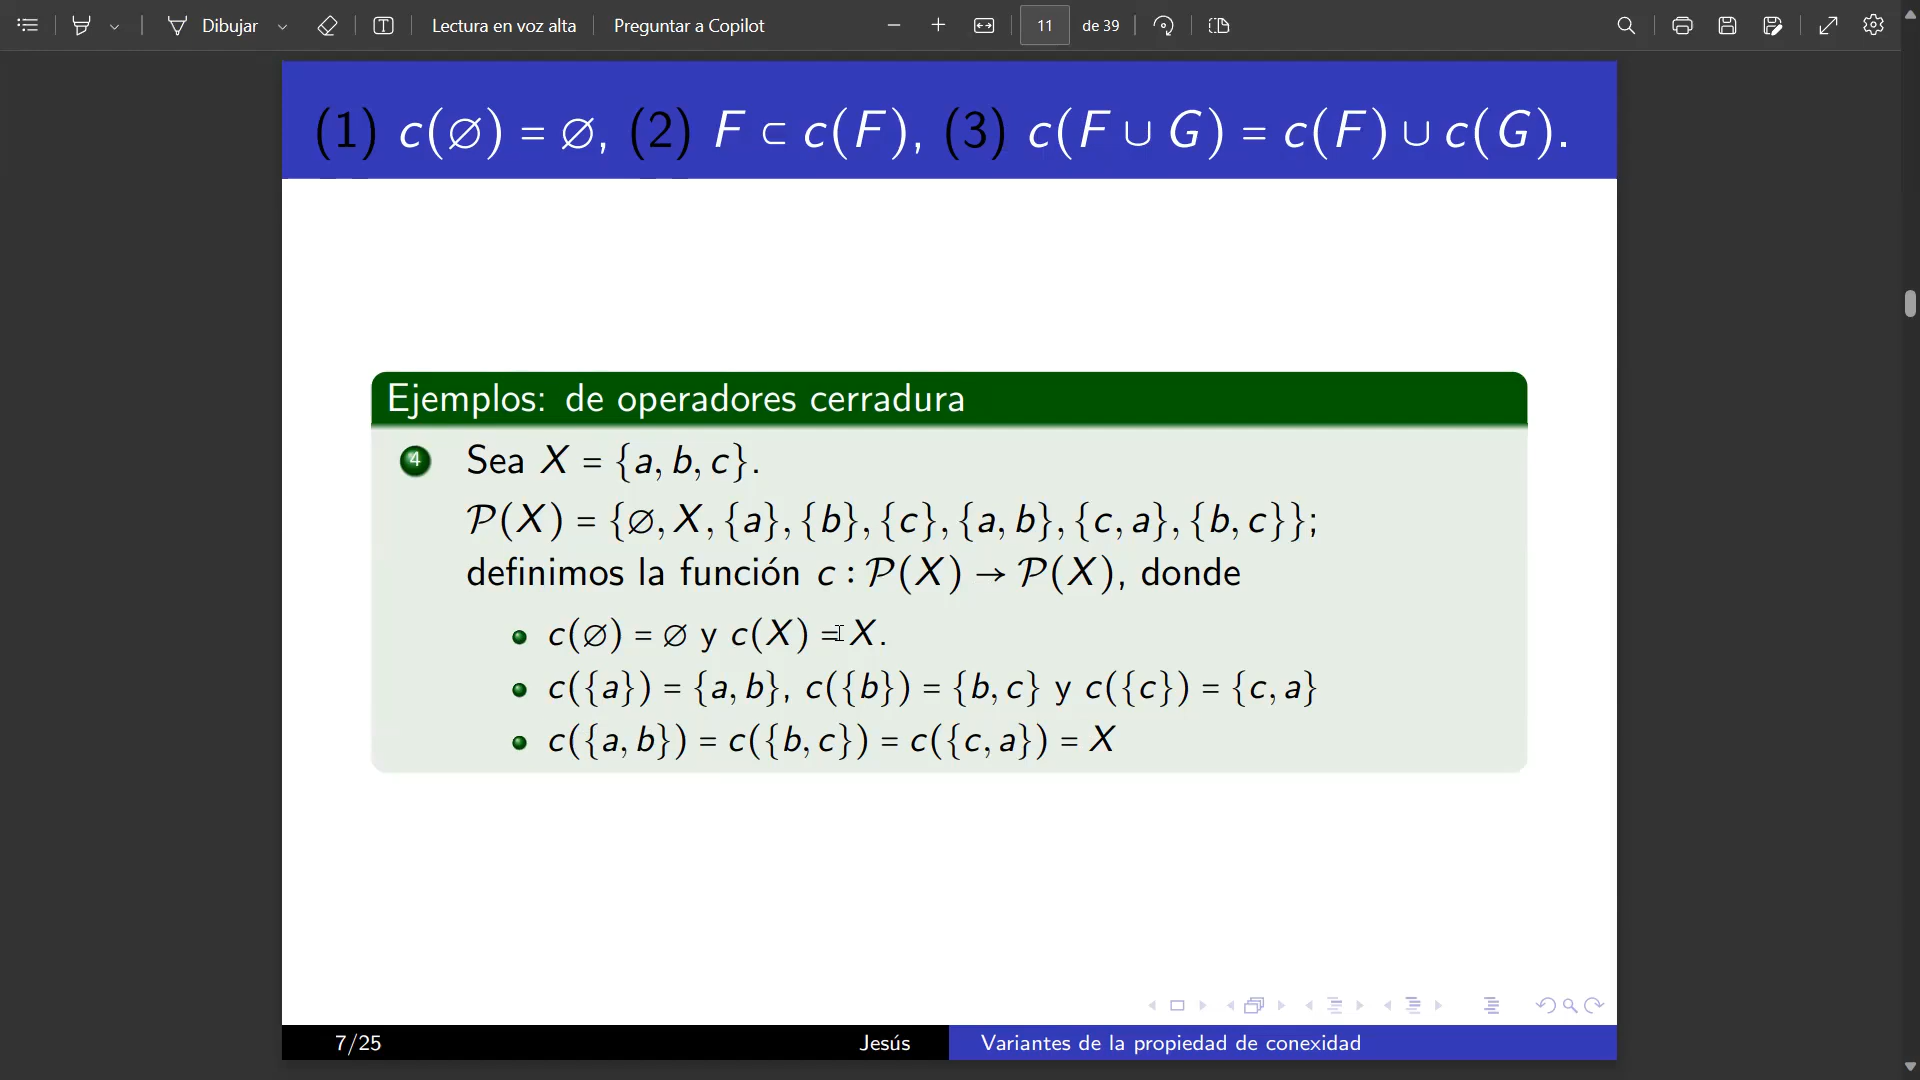 Dibujar Lectura en voz alta Preguntar a Copilot 11 de 39
(1) c(∅) = ∅, (2) F ⊂ c(F), (3) c(F ∪ G) = c(F) ∪ c(G).
Ejemplos: de operadores cerradura
4 Sea X = {a, b, c}.
𝒫(X) = {∅, X, {a}, {b}, {c}, {a, b}, {c, a}, {b, c}};
definimos la función c : 𝒫(X) → 𝒫(X), donde
c(∅) = ∅ y c(X) = X.
c({a}) = {a, b}, c({b}) = {b, c} y c({c}) = {c, a}
c({a, b}) = c({b, c}) = c({c, a}) = X
7/25 Jesús Variantes de la propiedad de conexidad